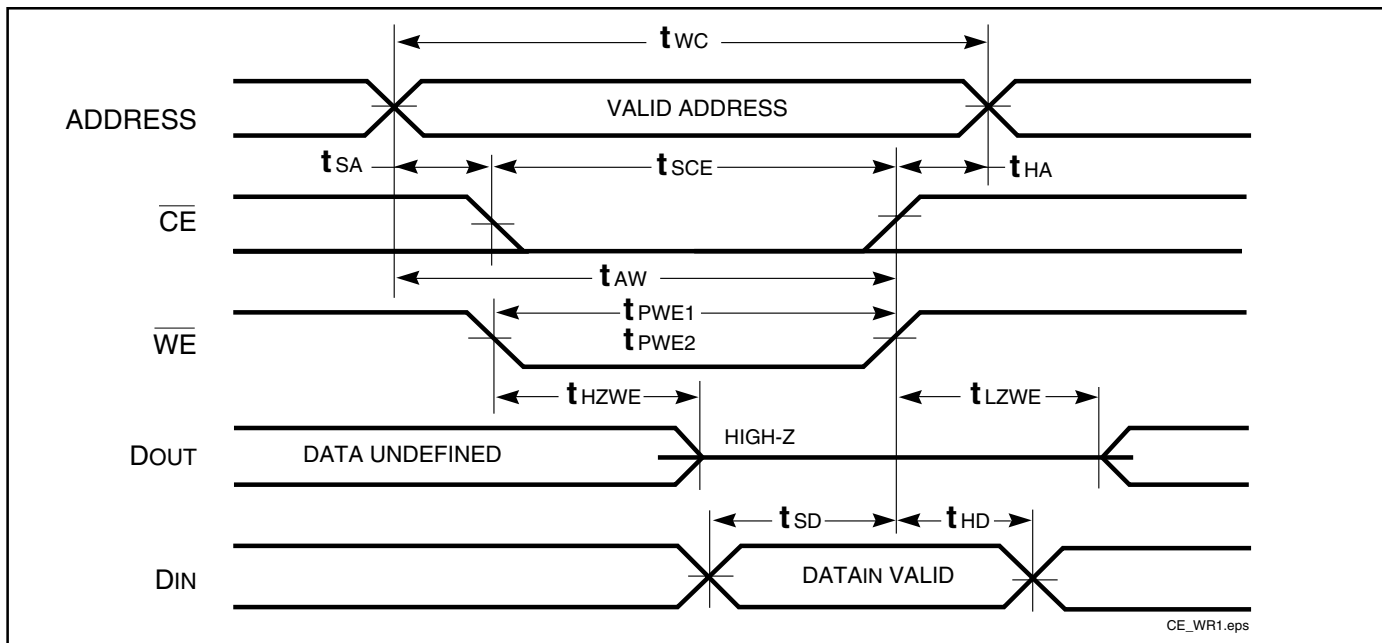 tWC
ADDRESS
VALID ADDRESS
tSA
tSCE
tHA
CE
tAW
tPWE1
WE
tPWE2
tHZWE
tLZWE
HIGH-Z
DOUT
DATA UNDEFINED
tSD
tHD
DIN
DATAIN VALID
CE_WR1.eps